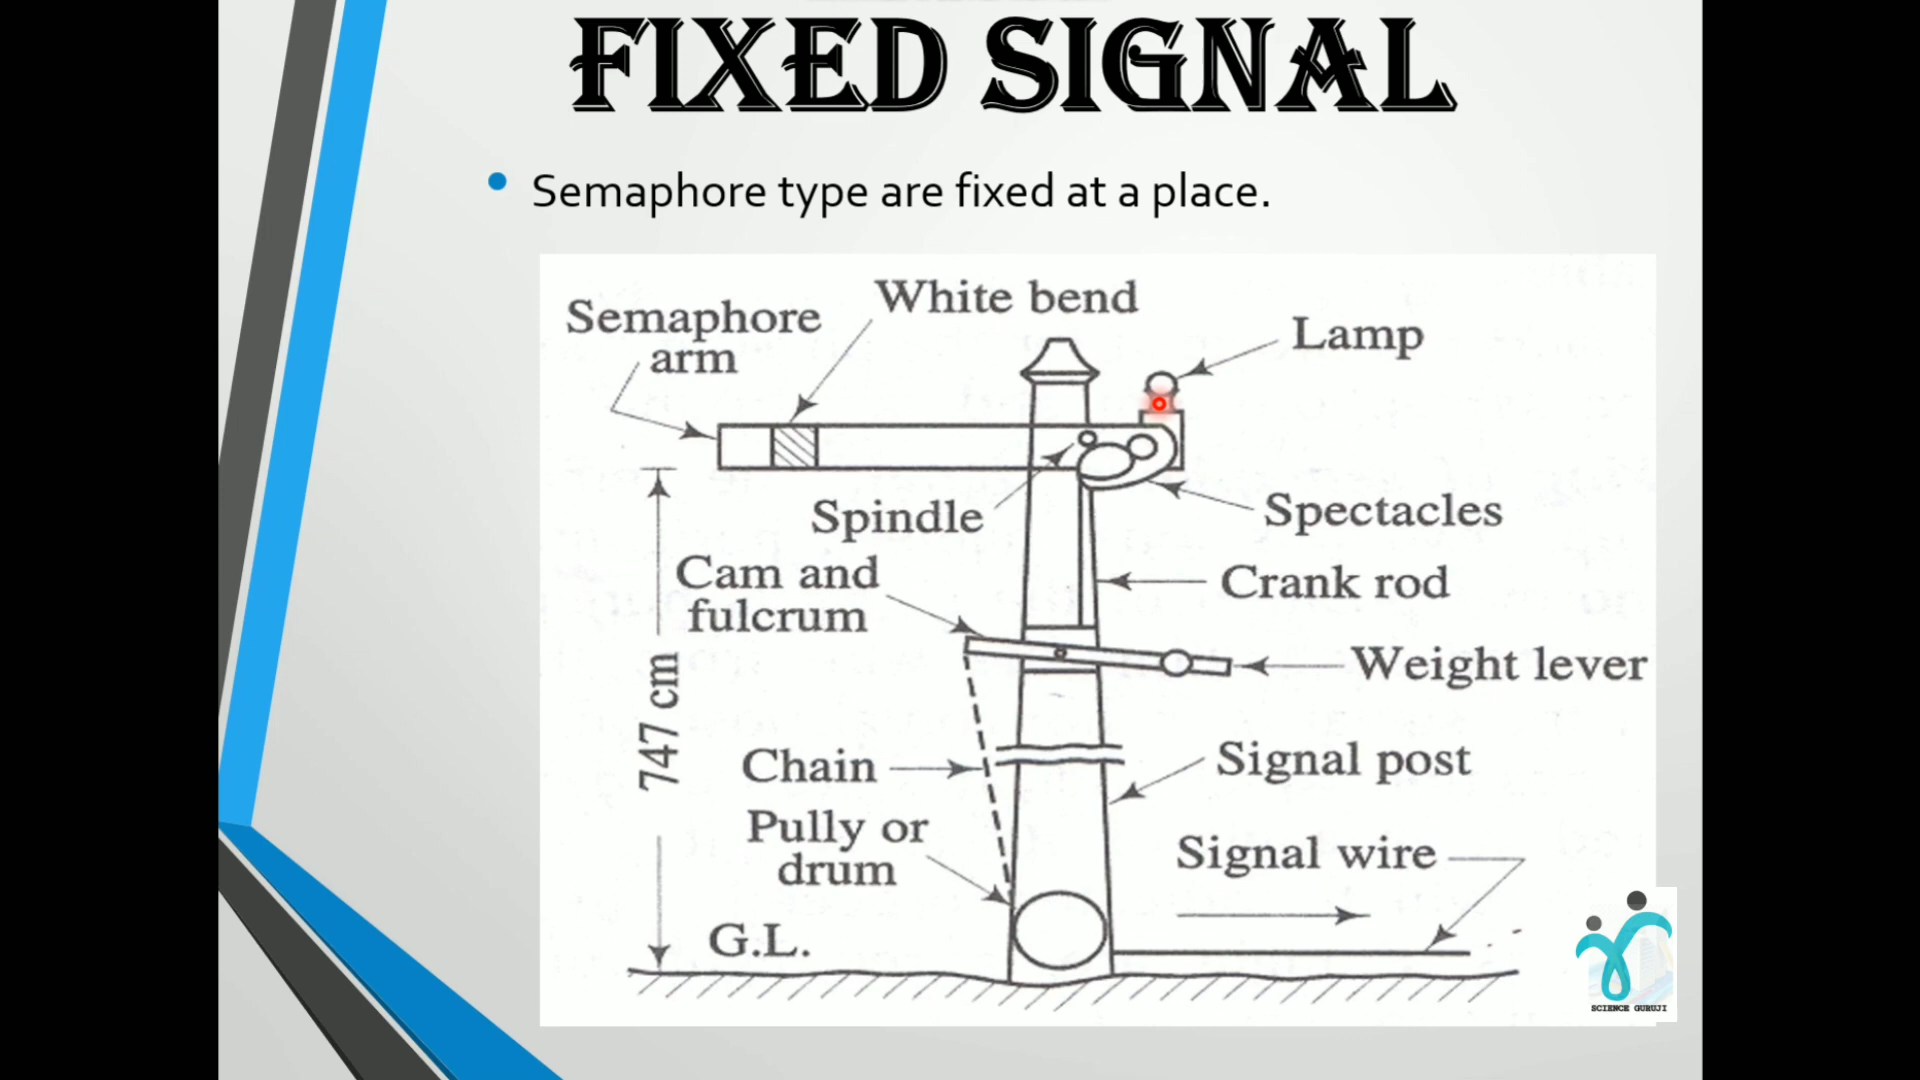 FIXED SIGNAL
Semaphore type are fixed at a place.
White bend
Semaphore
arm
Lamp
Spindle
Spectacles
Cam and
fulcrum
Crank rod
Weight lever
747 cm
Chain
Signal post
Pully or
drum
Signal wire
G.L.
SCIENCE GURUJI